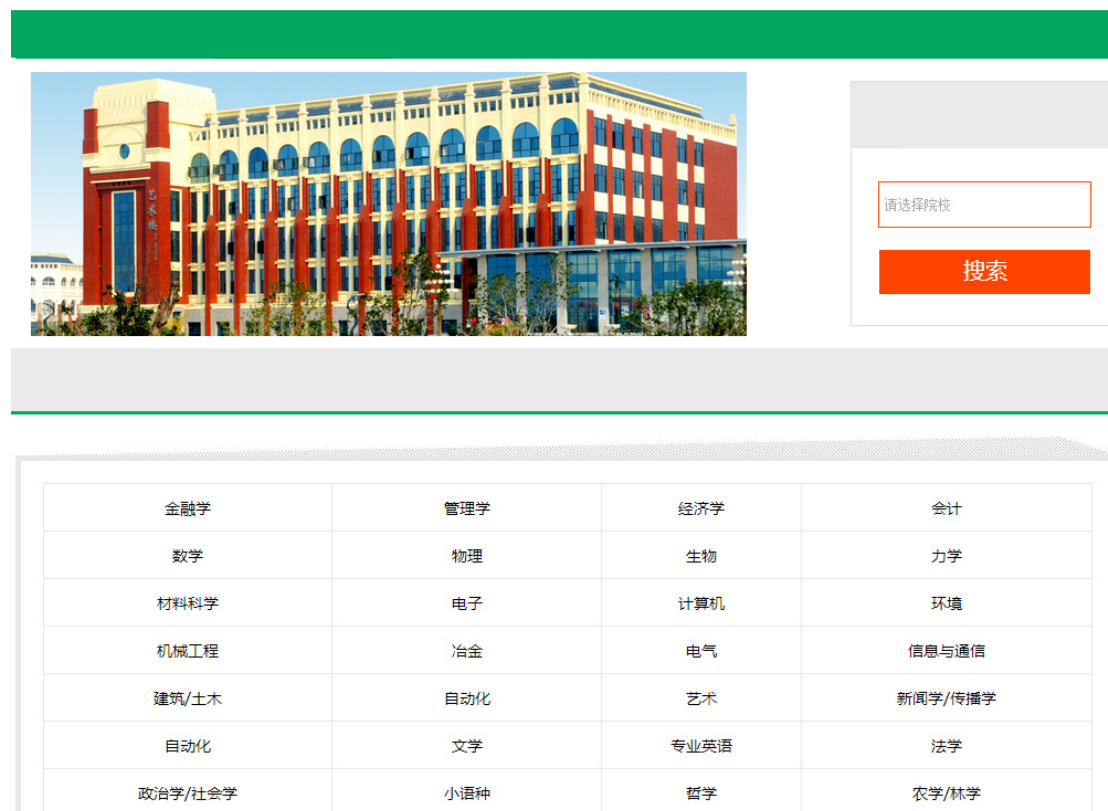 艺术楼
请选择院校
搜索
金融学 管理学 经济学 会计
数学 物理 生物 力学
材料科学 电子 计算机 环境
机械工程 冶金 电气 信息与通信
建筑/土木 自动化 艺术 新闻学/传播学
自动化 文学 专业英语 法学
政治学/社会学 小语种 哲学 农学/林学